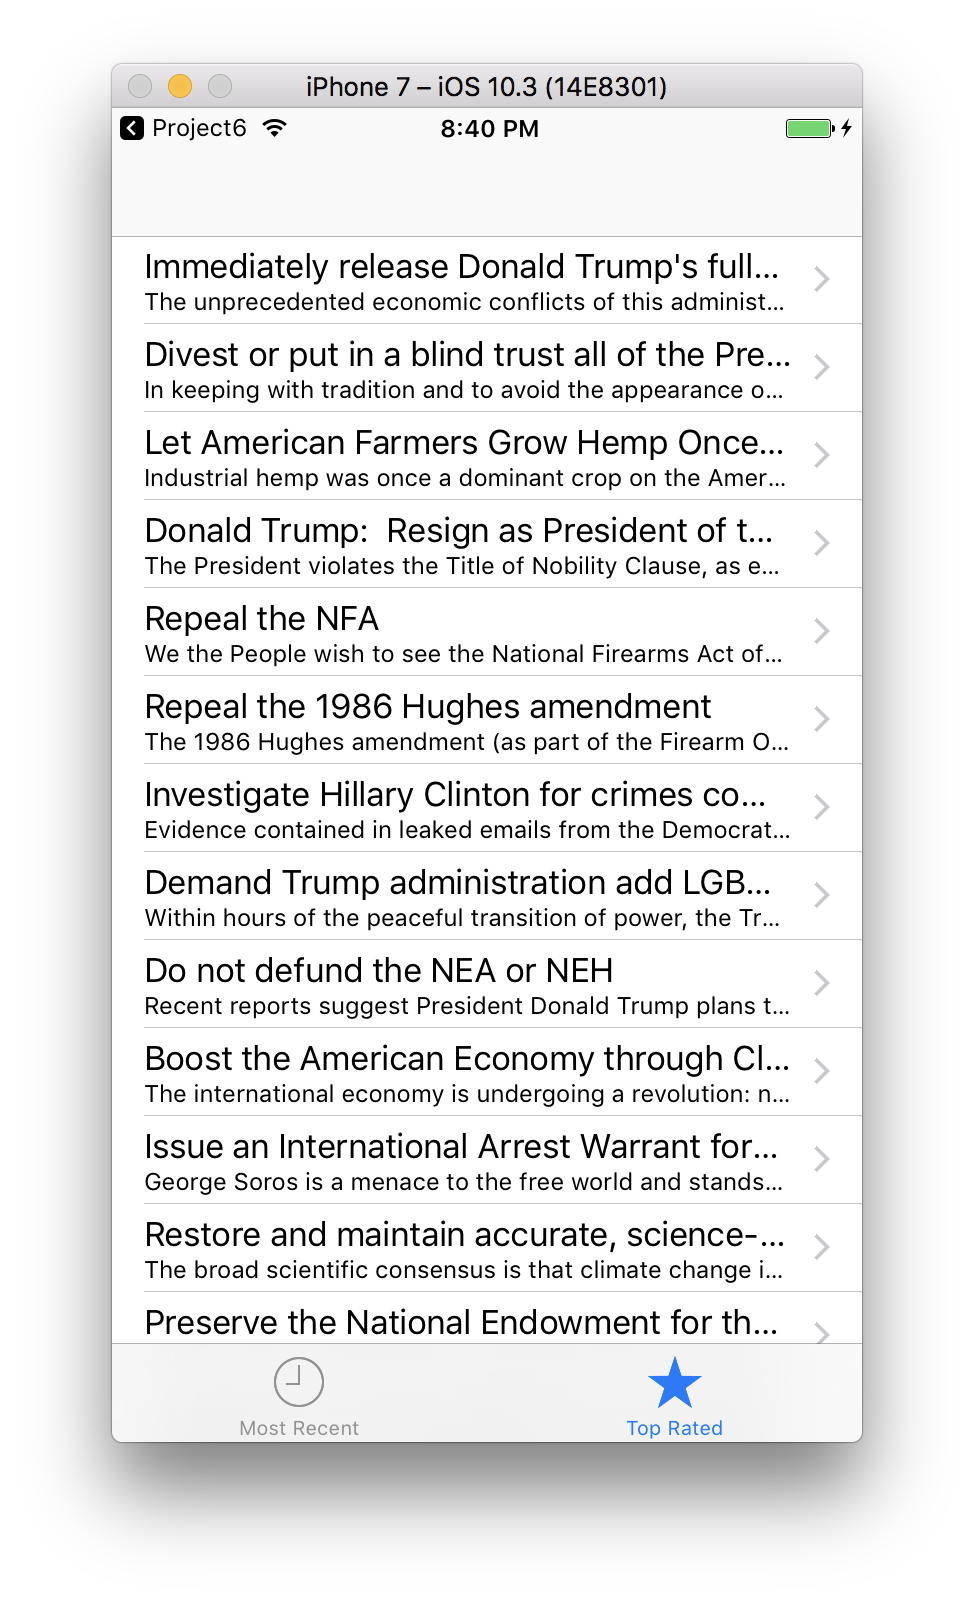 iPhone 7 – iOS 10.3 (14E8301)
Project6 8:40 PM
Immediately release Donald Trump's full...
The unprecedented economic conflicts of this administ...
Divest or put in a blind trust all of the Pre...
In keeping with tradition and to avoid the appearance o...
Let American Farmers Grow Hemp Once...
Industrial hemp was once a dominant crop on the Amer...
Donald Trump:  Resign as President of t...
The President violates the Title of Nobility Clause, as e...
Repeal the NFA
We the People wish to see the National Firearms Act of...
Repeal the 1986 Hughes amendment
The 1986 Hughes amendment (as part of the Firearm O...
Investigate Hillary Clinton for crimes co...
Evidence contained in leaked emails from the Democrat...
Demand Trump administration add LGB...
Within hours of the peaceful transition of power, the Tr...
Do not defund the NEA or NEH
Recent reports suggest President Donald Trump plans t...
Boost the American Economy through Cl...
The international economy is undergoing a revolution: n...
Issue an International Arrest Warrant for...
George Soros is a menace to the free world and stands...
Restore and maintain accurate, science-...
The broad scientific consensus is that climate change i...
Preserve the National Endowment for th...
Most Recent Top Rated